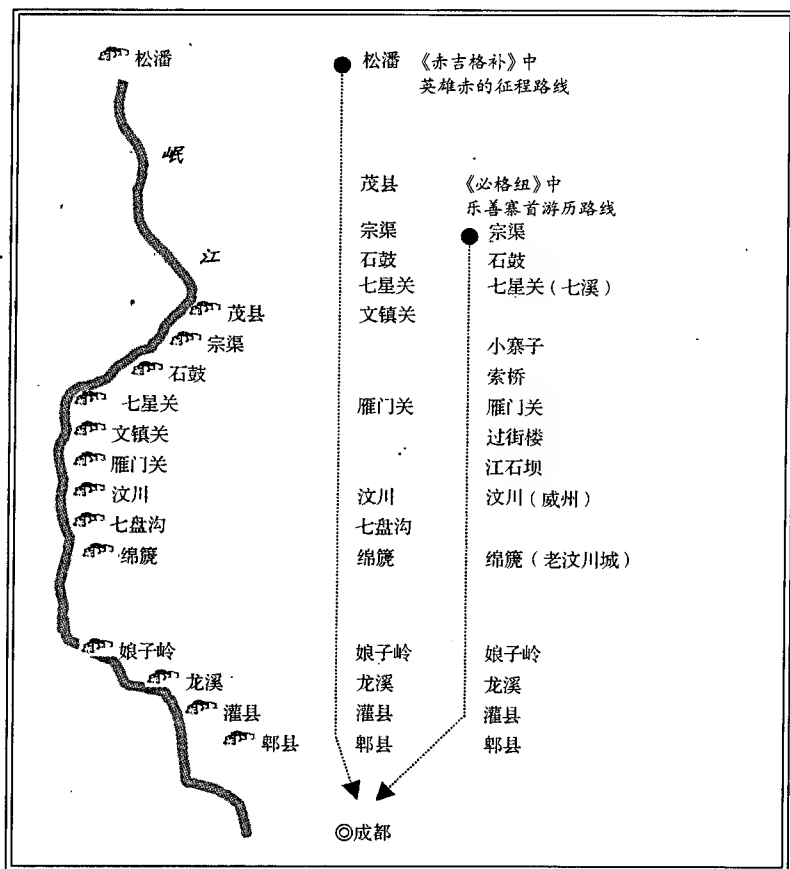 松潘
岷
江
茂县
宗渠
石鼓
七星关
文镇关
雁门关
汶川
七盘沟
绵篪
娘子岭
龙溪
灌县
郫县
松潘
《赤吉格补》中
英雄赤的征程路线
茂县
宗渠
石鼓
七星关
文镇关
雁门关
汶川
七盘沟
绵篪
娘子岭
龙溪
灌县
郫县
《必格纽》中
乐善寨首游历路线
宗渠
石鼓
七星关（七溪）
小寨子
索桥
雁门关
过街楼
江石坝
汶川（威州）
绵篪（老汶川城）
娘子岭
龙溪
灌县
郫县
◎成都